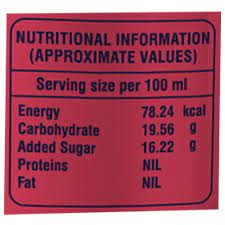 NUTRITIONAL INFORMATION
(APPROXIMATE VALUES)
Serving size per 100 ml
Energy 78.24 kcal
Carbohydrate 19.56 g
Added Sugar 16.22 g
Proteins NIL
Fat NIL